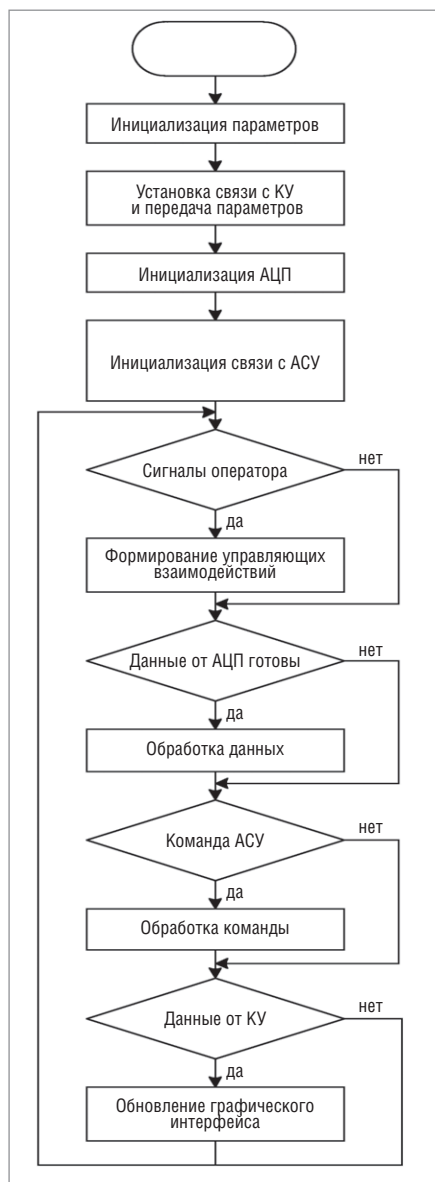 Инициализация параметров
Установка связи с КУ
и передача параметров
Инициализация АЦП
Инициализация связи с АСУ
Сигналы оператора
нет
да
Формирование управляющих
взаимодействий
Данные от АЦП готовы
нет
да
Обработка данных
Команда АСУ
нет
да
Обработка команды
Данные от КУ
нет
да
Обновление графического
интерфейса